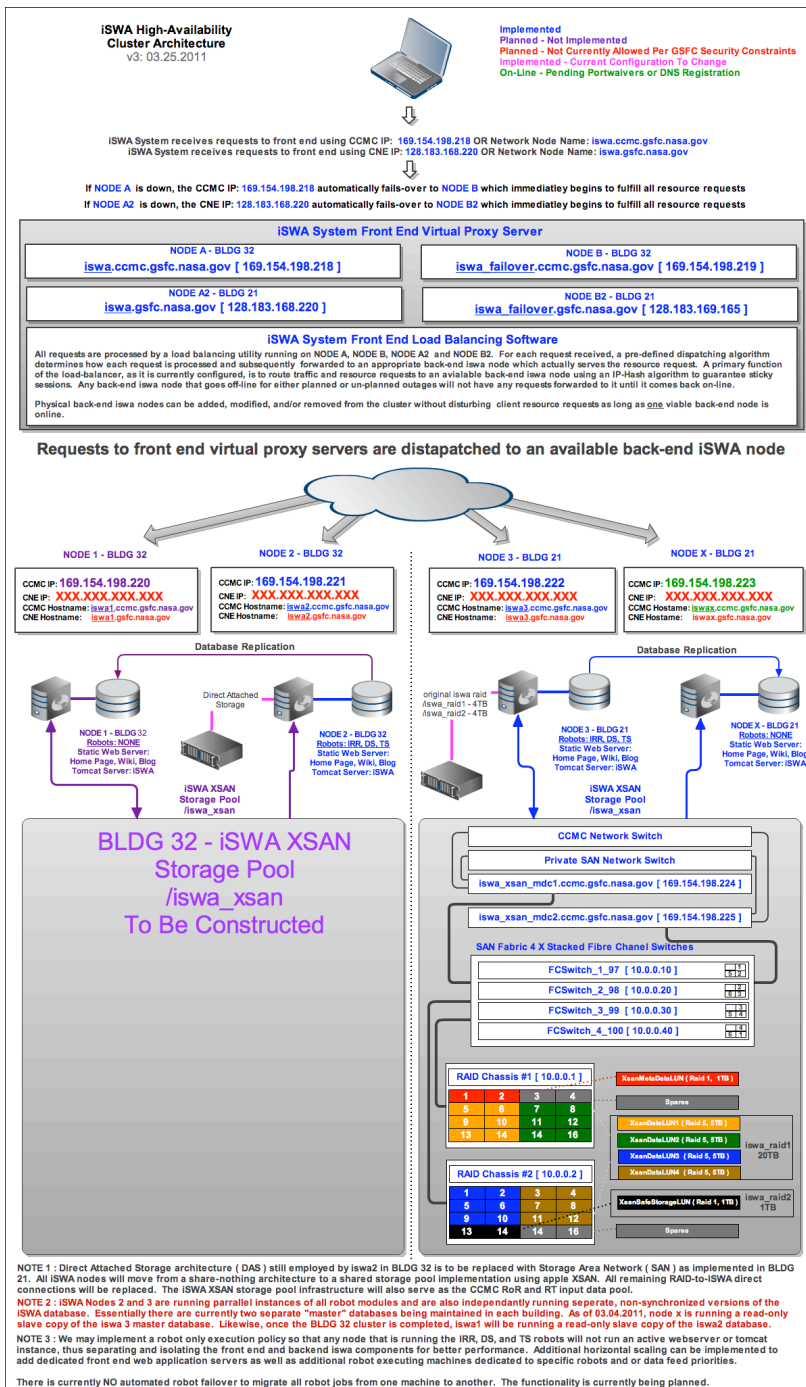 iSWA High-Availability
Cluster Architecture
v3: 03.25.2011
Implemented
Planned - Not Implemented
Planned - Not Currently Allowed Per GSFC Security Constraints
Implemented - Current Configuration To Change
On-Line - Pending Portwaivers or DNS Registration
iSWA System receives requests to front end using CCMC IP: 169.154.198.218 OR Network Node Name: iswa.ccmc.gsfc.nasa.gov
iSWA System receives requests to front end using CNE IP: 128.183.168.220 OR Network Node Name: iswa.gsfc.nasa.gov
If NODE A is down, the CCMC IP: 169.154.198.218 automatically fails-over to NODE B which immediatley begins to fulfill all resource requests
If NODE A2 is down, the CNE IP: 128.183.168.220 automatically fails-over to NODE B2 which immediatley begins to fulfill all resource requests
iSWA System Front End Virtual Proxy Server
NODE A - BLDG 32
iswa.ccmc.gsfc.nasa.gov [ 169.154.198.218 ]
NODE B - BLDG 32
iswa_failover.ccmc.gsfc.nasa.gov [ 169.154.198.219 ]
NODE A2 - BLDG 21
iswa.gsfc.nasa.gov [ 128.183.168.220 ]
NODE B2 - BLDG 21
iswa_failover.gsfc.nasa.gov [ 128.183.169.165 ]
iSWA System Front End Load Balancing Software
All requests are processed by a load balancing utility running on NODE A, NODE B, NODE A2 and NODE B2. For each request received, a pre-defined dispatching algorithm
determines how each request is processed and subsequently forwarded to an appropriate back-end iswa node which actually serves the resource request. A primary function
of the load-balancer, as it is currently configured, is to route traffic and resource requests to an avialable back-end iswa node using an IP-Hash algorithm to guarantee sticky
sessions. Any back-end iswa node that goes off-line for either planned or un-planned outages will not have any requests forwarded to it until it comes back on-line.
Physical back-end iswa nodes can be added, modified, and/or removed from the cluster without disturbing client resource requests as long as one viable back-end node is
online.
Requests to front end virtual proxy servers are distapatched to an available back-end iSWA node
NODE 1 - BLDG 32
CCMC IP: 169.154.198.220
CNE IP: XXX.XXX.XXX.XXX
CCMC Hostname: iswa1.ccmc.gsfc.nasa.gov
CNE Hostname: iswa1.gsfc.nasa.gov
NODE 2 - BLDG 32
CCMC IP: 169.154.198.221
CNE IP: XXX.XXX.XXX.XXX
CCMC Hostname: iswa2.ccmc.gsfc.nasa.gov
CNE Hostname: iswa2.gsfc.nasa.gov
NODE 3 - BLDG 21
CCMC IP: 169.154.198.222
CNE IP: XXX.XXX.XXX.XXX
CCMC Hostname: iswa3.ccmc.gsfc.nasa.gov
CNE Hostname: iswa3.gsfc.nasa.gov
NODE X - BLDG 21
CCMC IP: 169.154.198.223
CNE IP: XXX.XXX.XXX.XXX
CCMC Hostname: iswax.ccmc.gsfc.nasa.gov
CNE Hostname: iswax.gsfc.nasa.gov
Database Replication
Database Replication
Direct Attached
Storage
original iswa raid
/iswa_raid1 - 4TB
/iswa_raid2 - 4TB
NODE 1 - BLDG 32
Robots: NONE
Static Web Server:
Home Page, Wiki, Blog
Tomcat Server: iSWA
NODE 2 - BLDG 32
Robots: IRR, DS, TS
Static Web Server:
Home Page, Wiki, Blog
Tomcat Server: iSWA
NODE 3 - BLDG 21
Robots: IRR, DS, TS
Static Web Server:
Home Page, Wiki, Blog
Tomcat Server: iSWA
NODE X - BLDG 21
Robots: NONE
Static Web Server:
Home Page, Wiki, Blog
Tomcat Server: iSWA
iSWA XSAN
Storage Pool
/iswa_xsan
iSWA XSAN
Storage Pool
/iswa_xsan
BLDG 32 - iSWA XSAN
Storage Pool
/iswa_xsan
To Be Constructed
CCMC Network Switch
Private SAN Network Switch
iswa_xsan_mdc1.ccmc.gsfc.nasa.gov [ 169.154.198.224 ]
iswa_xsan_mdc2.ccmc.gsfc.nasa.gov [ 169.154.198.225 ]
SAN Fabric 4 X Stacked Fibre Chanel Switches
FCSwitch_1_97 [ 10.0.0.10 ]
1
5 2
FCSwitch_2_98 [ 10.0.0.20 ]
2
6 3
FCSwitch_3_99 [ 10.0.0.30 ]
3
5 4
FCSwitch_4_100 [ 10.0.0.40 ]
4
6 1
RAID Chassis #1 [ 10.0.0.1 ]
1 2 3 4
5 6 7 8
9 10 11 12
13 14 14 16
XsanMetaDataLUN ( Raid 1, 1TB )
Spares
XsanDataLUN1 ( Raid 5, 5TB )
XsanDataLUN2 ( Raid 5, 5TB )
XsanDataLUN3 ( Raid 5, 5TB )
XsanDataLUN4 ( Raid 5, 5TB )
iswa_raid1
20TB
RAID Chassis #2 [ 10.0.0.2 ]
1 2 3 4
5 6 7 8
9 10 11 12
13 14 14 16
XsanSafeStorageLUN ( Raid 1, 1TB )
iswa_raid2
1TB
Spares
NOTE 1 : Direct Attached Storage architecture ( DAS ) still employed by iswa2 in BLDG 32 is to be replaced with Storage Area Network ( SAN ) as implemented in BLDG
21. All iSWA nodes will move from a share-nothing architecture to a shared storage pool implementation using apple XSAN. All remaining RAID-to-ISWA direct
connections will be replaced. The iSWA XSAN storage pool infrastructure will also serve as the CCMC RoR and RT input data pool.
NOTE 2 : iSWA Nodes 2 and 3 are running parrallel instances of all robot modules and are also independantly running seperate, non-synchronized versions of the
iSWA database. Essentially there are currently two separate "master" databases being maintained in each building. As of 03.04.2011, node x is running a read-only
slave copy of the iswa 3 master database. Likewise, once the BLDG 32 cluster is completed, iswa1 will be running a read-only slave copy of the iswa2 database.
NOTE 3 : We may implement a robot only execution policy so that any node that is running the IRR, DS, and TS robots will not run an active webserver or tomcat
instance, thus separating and isolating the front end and backend iswa components for better performance. Additional horizontal scaling can be implemented to
add dedicated front end web application servers as well as additional robot executing machines dedicated to specific robots and or data feed priorities.
There is currently NO automated robot failover to migrate all robot jobs from one machine to another. The functionality is currently being planned.